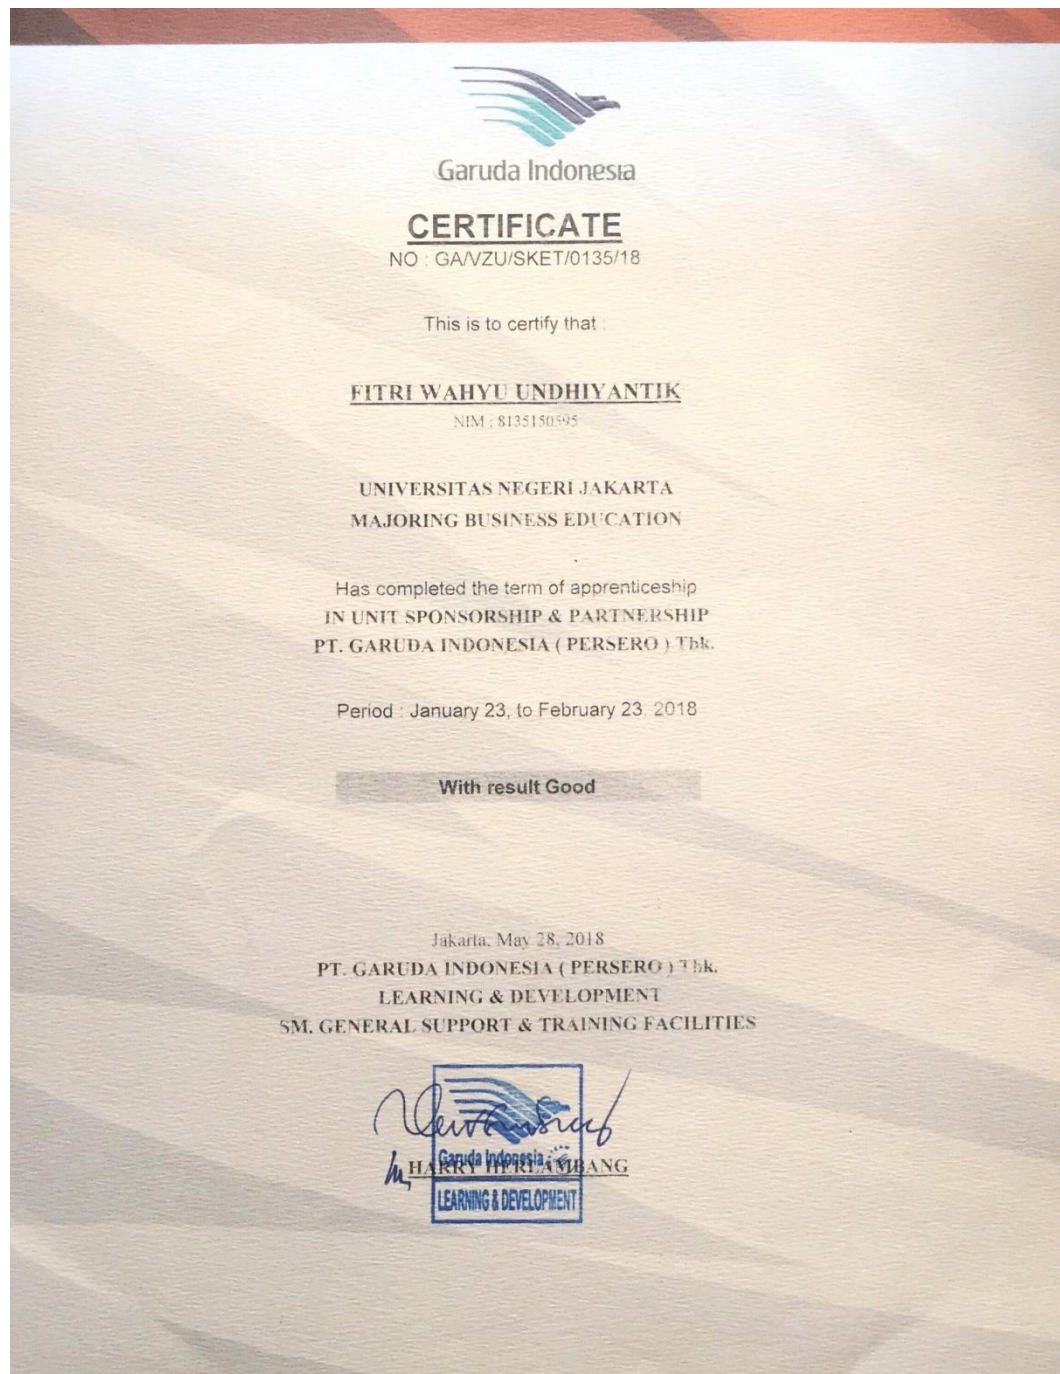 Garuda Indonesia
CERTIFICATE
NO : GA/VZU/SKET/0135/18
This is to certify that :
FITRI WAHYU UNDHIYANTIK
NIM : 8135150595
UNIVERSITAS NEGERI JAKARTA
MAJORING BUSINESS EDUCATION
Has completed the term of apprenticeship
IN UNIT SPONSORSHIP & PARTNERSHIP
PT. GARUDA INDONESIA ( PERSERO ) Tbk.
Period : January 23, to February 23, 2018
With result Good
Jakarta, May 28, 2018
PT. GARUDA INDONESIA ( PERSERO ) Tbk.
LEARNING & DEVELOPMENT
SM. GENERAL SUPPORT & TRAINING FACILITIES
Garuda Indonesia
HARRY HERLAMBANG
LEARNING & DEVELOPMENT